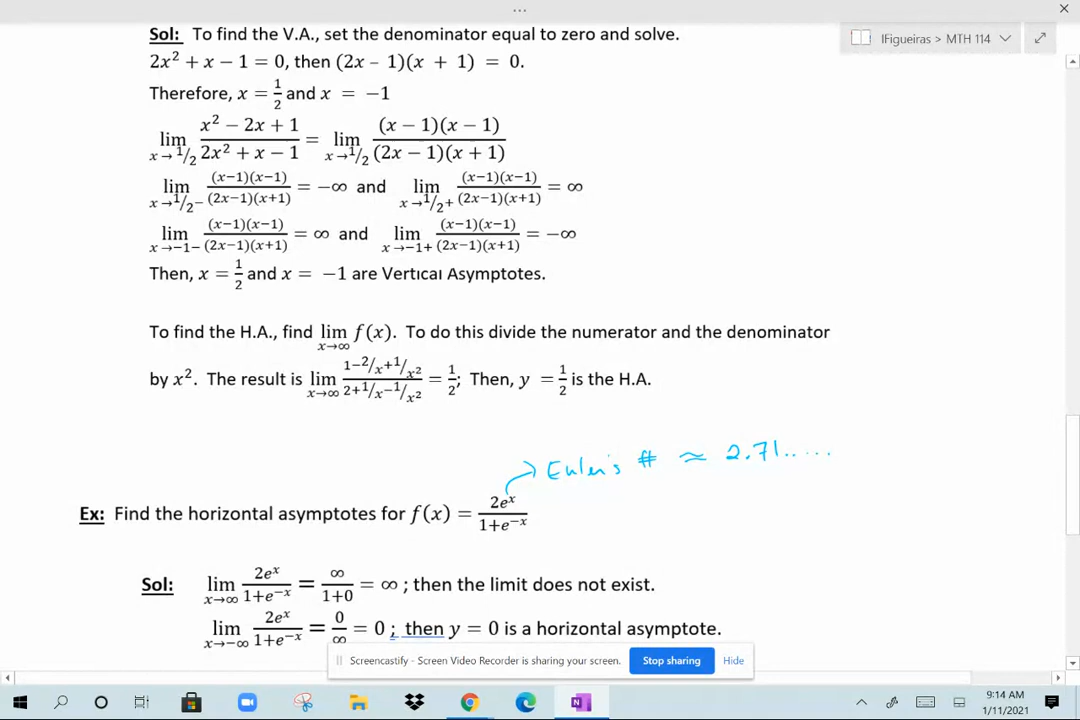 IFigueiras > MTH 114
Sol: To find the V.A., set the denominator equal to zero and solve.
2x² + x − 1 = 0, then (2x − 1)(x + 1) = 0.
Therefore, x = 1/2 and x = −1
lim x→1/2 (x² − 2x + 1)/(2x² + x − 1) = lim x→1/2 (x − 1)(x − 1)/(2x − 1)(x + 1)
lim x→1/2− (x−1)(x−1)/(2x−1)(x+1) = −∞ and lim x→1/2+ (x−1)(x−1)/(2x−1)(x+1) = ∞
lim x→−1− (x−1)(x−1)/(2x−1)(x+1) = ∞ and lim x→−1+ (x−1)(x−1)/(2x−1)(x+1) = −∞
Then, x = 1/2 and x = −1 are Vertical Asymptotes.
To find the H.A., find lim x→∞ f(x). To do this divide the numerator and the denominator
by x². The result is lim x→∞ (1−2/x+1/x²)/(2+1/x−1/x²) = 1/2; Then, y = 1/2 is the H.A.
→ Euler's # ≈ 2.71.....
Ex: Find the horizontal asymptotes for f(x) = 2eˣ/(1+e⁻ˣ)
Sol: lim x→∞ 2eˣ/(1+e⁻ˣ) = ∞/(1+0) = ∞ ; then the limit does not exist.
lim x→−∞ 2eˣ/(1+e⁻ˣ) = 0/∞ = 0 ; then y = 0 is a horizontal asymptote.
Screencastify - Screen Video Recorder is sharing your screen. Stop sharing Hide
9:14 AM
1/11/2021